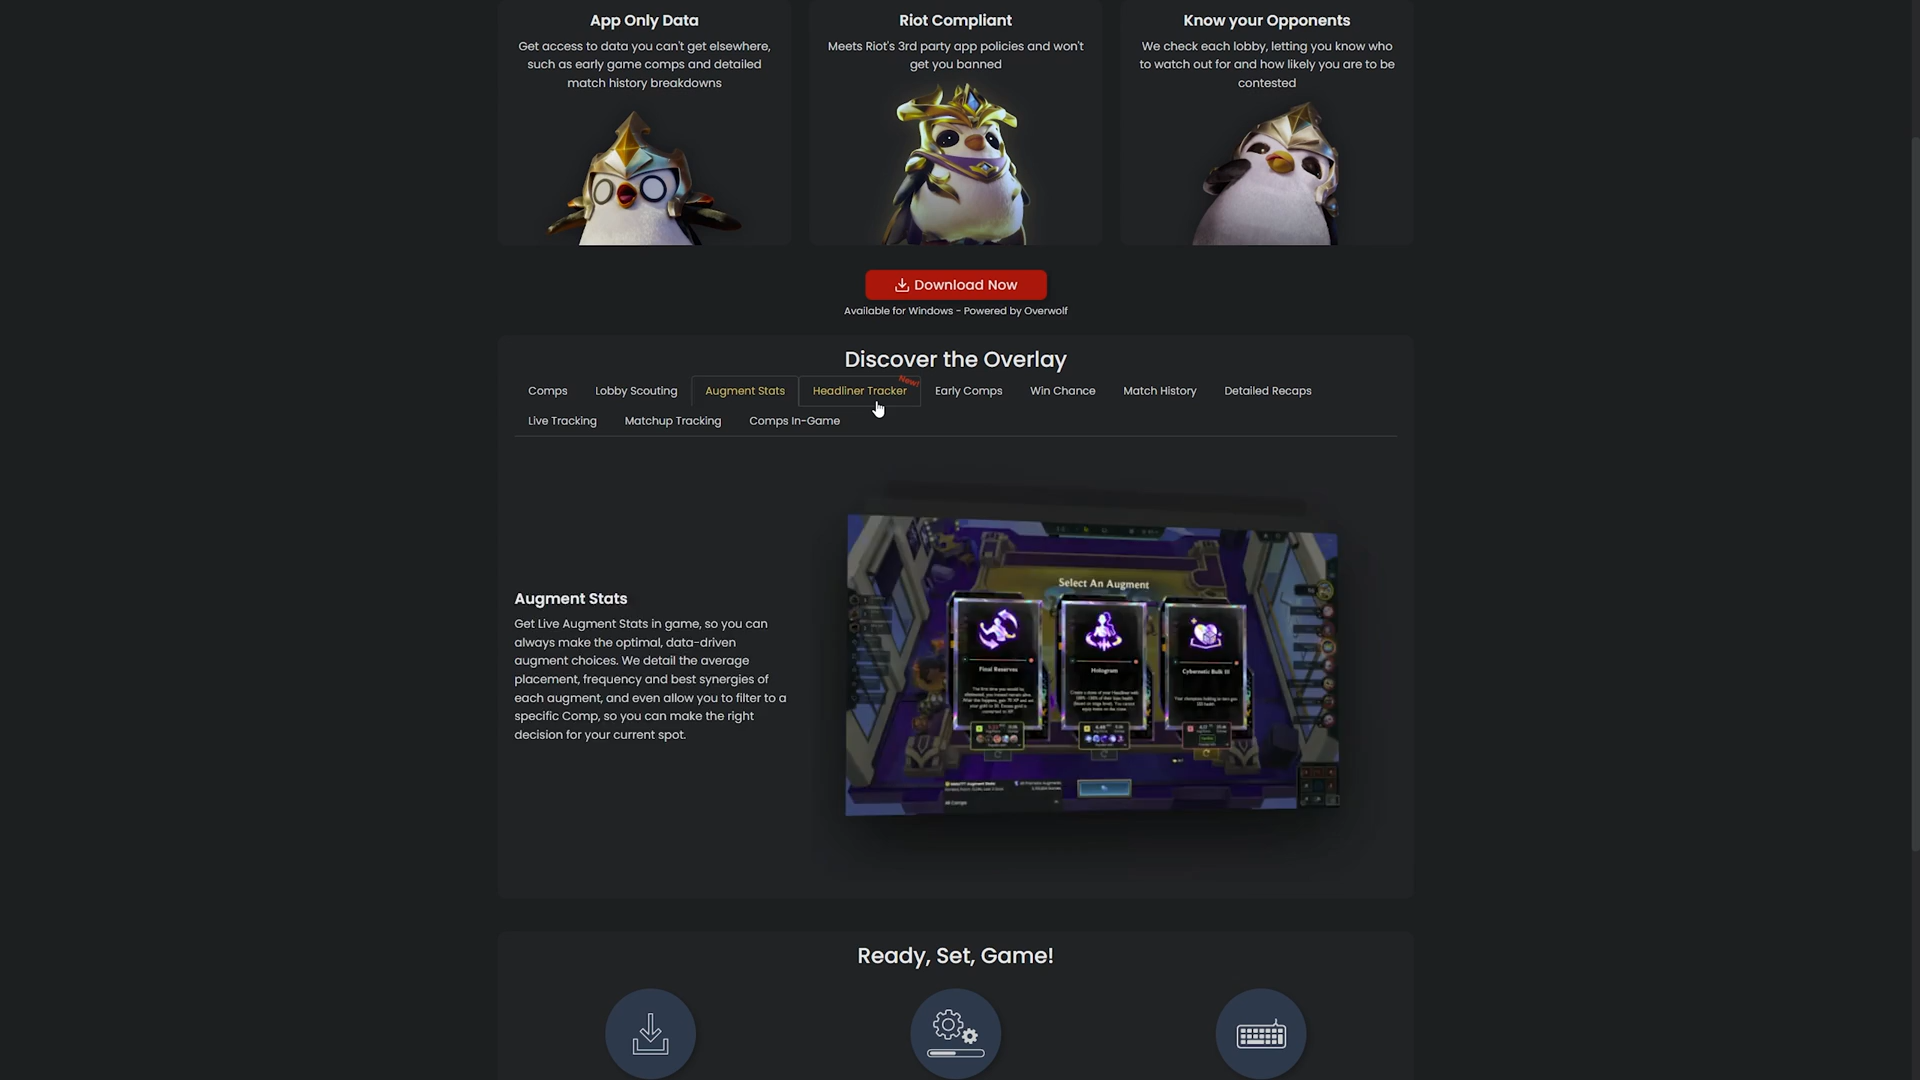 App Only Data
Get access to data you can't get elsewhere,
such as early game comps and detailed
match history breakdowns
Riot Compliant
Meets Riot's 3rd party app policies and won't
get you banned
Know your Opponents
We check each lobby, letting you know who
to watch out for and how likely you are to be
contested
Download Now
Available for Windows - Powered by Overwolf
Discover the Overlay
Comps Lobby Scouting Augment Stats Headliner Tracker New! Early Comps Win Chance Match History Detailed Recaps
Live Tracking Matchup Tracking Comps In-Game
Augment Stats
Get Live Augment Stats in game, so you can
always make the optimal, data-driven
augment choices. We detail the average
placement, frequency and best synergies of
each augment, and even allow you to filter to a
specific Comp, so you can make the right
decision for your current spot.
Select An Augment
Final Reserves
Hologram
Cybernetic Bulk III
All Comps
Ready, Set, Game!